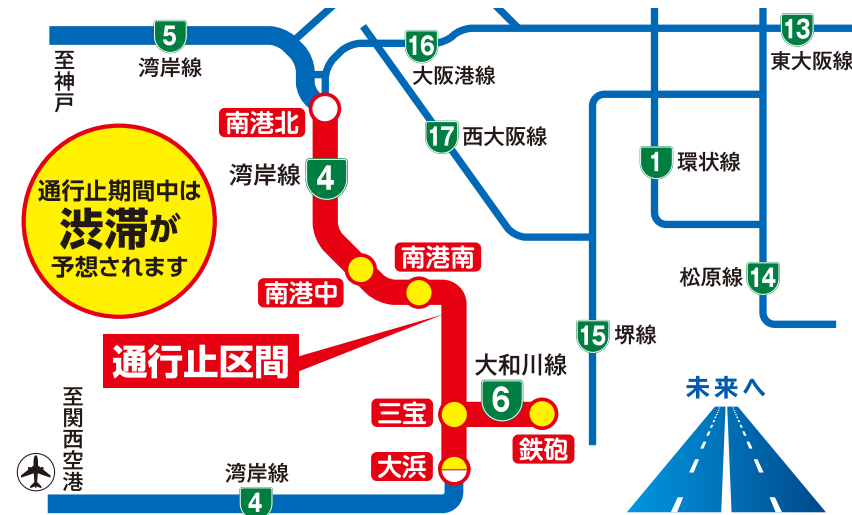 5
湾岸線
至神戸
16
大阪港線
13
東大阪線
南港北
17
西大阪線
湾岸線
4
1
環状線
通行止期間中は
渋滞が
予想されます
南港中
南港南
松原線
14
通行止区間
15
堺線
大和川線
6
三宝
鉄砲
大浜
未来へ
至関西空港
湾岸線
4